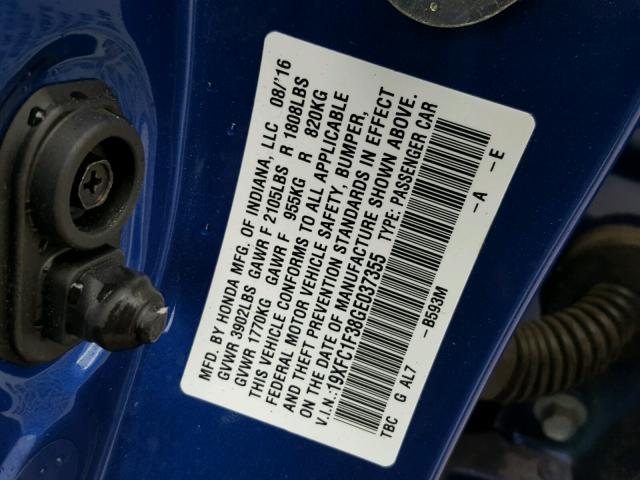 MFD. BY HONDA MFG. OF INDIANA, LLC 08/'16
GVWR 3902LBS GAWR F 2105LBS R 1808LBS
GVWR 1770KG GAWR F 955KG R 820KG
THIS VEHICLE CONFORMS TO ALL APPLICABLE
FEDERAL MOTOR VEHICLE SAFETY, BUMPER,
AND THEFT PREVENTION STANDARDS IN EFFECT
ON THE DATE OF MANUFACTURE SHOWN ABOVE.
V.I.N.:19XFC1F38GE037355 TYPE: PASSENGER CAR
TBC G AL7 -B593M -A -E